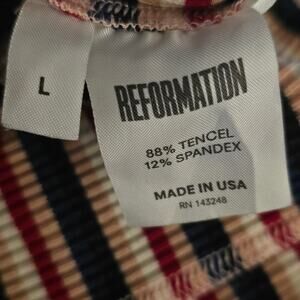 L
REFORMATION
88% TENCEL
12% SPANDEX
MADE IN USA
RN 143248